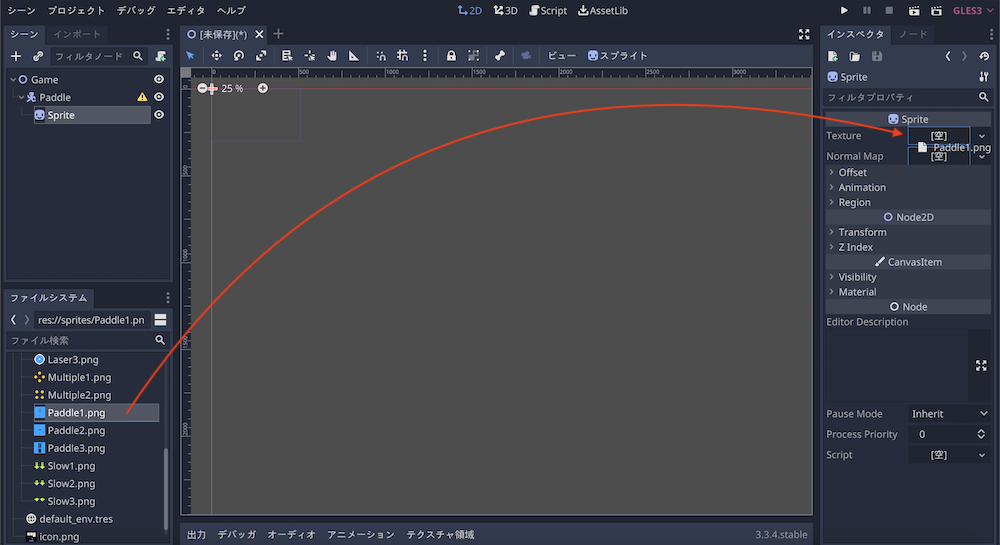 シーン プロジェクト デバッグ エディタ ヘルプ
2D 3D Script AssetLib
GLES3
シーン インポート
フィルタノード
Game
Paddle
Sprite
ファイルシステム
res://sprites/Paddle1.pn
ファイル検索
Laser3.png
Multiple1.png
Multiple2.png
Paddle1.png
Paddle2.png
Paddle3.png
Slow1.png
Slow2.png
Slow3.png
default_env.tres
icon.png
[未保存](*)
ビュー スプライト
0 500 1000 1500 2000 2500 3000
25 %
0
500
1000
1500
2000
出力 デバッガ オーディオ アニメーション テクスチャ領域
3.3.4.stable
インスペクタ ノード
Sprite
フィルタプロパティ
Sprite
Texture [空]
Paddle1.png
Normal Map [空]
Offset
Animation
Region
Node2D
Transform
Z Index
CanvasItem
Visibility
Material
Node
Editor Description
Pause Mode Inherit
Process Priority 0
Script [空]